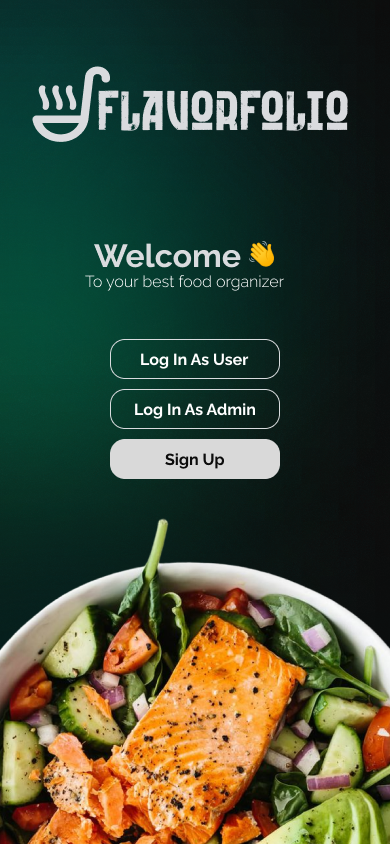 FLAVORFOLIO
Welcome 👋
To your best food organizer
Log In As User
Log In As Admin
Sign Up